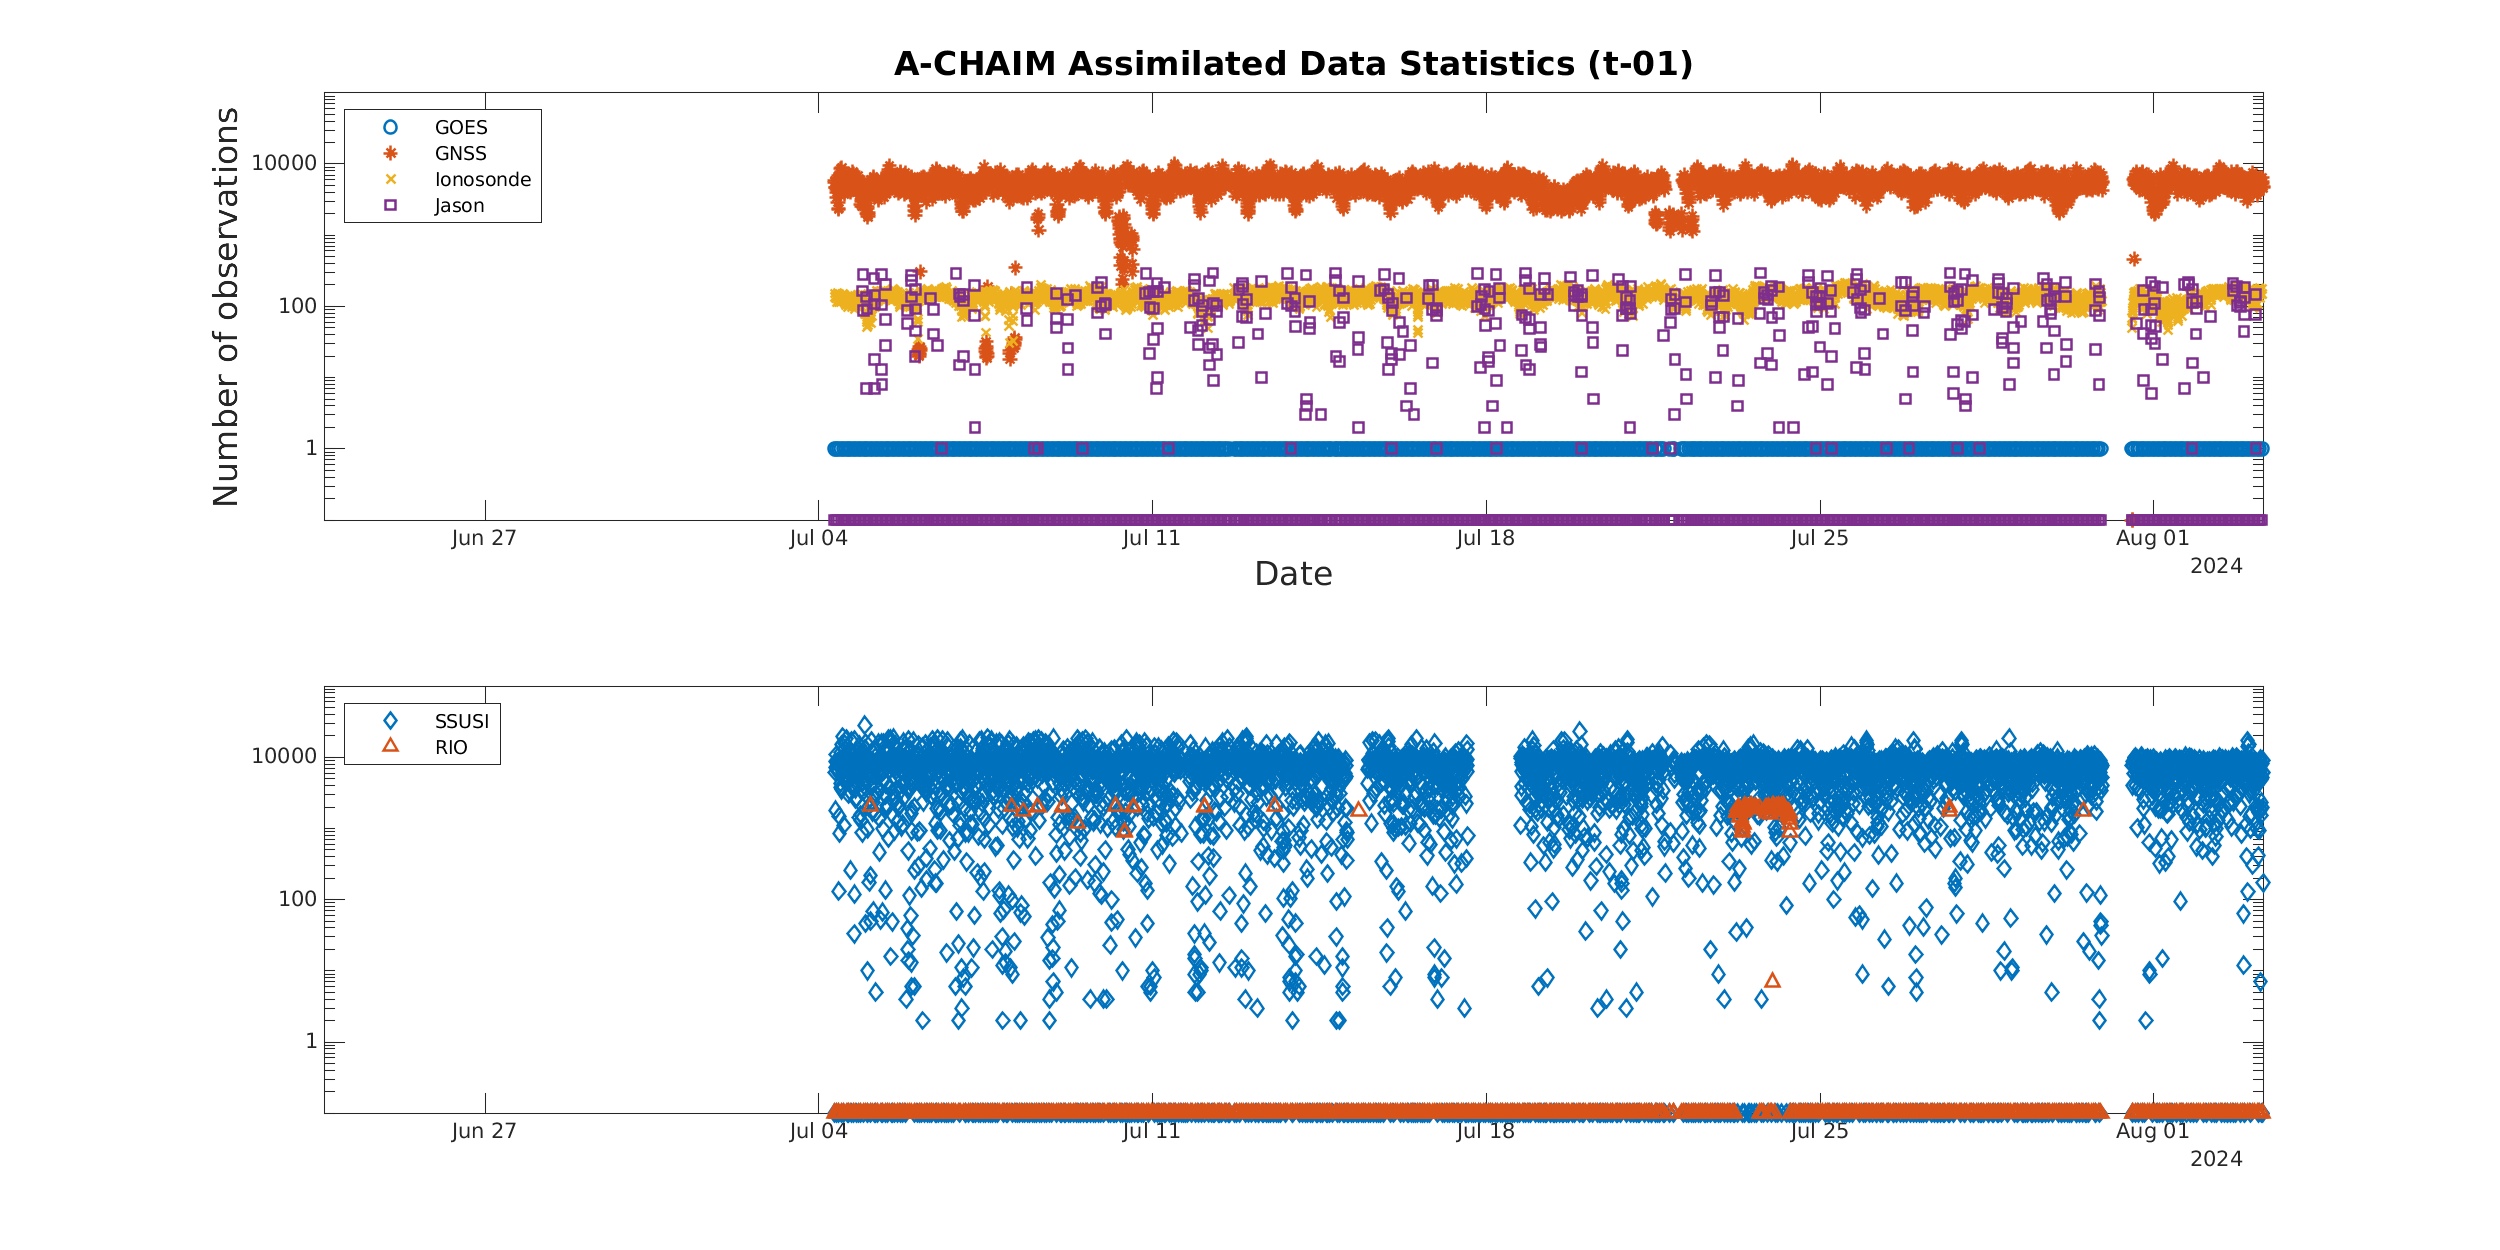 A-CHAIM Assimilated Data Statistics (t-01)
Number of observations
GOES
GNSS
Ionosonde
Jason
10000
100
1
Jun 27
Jul 04
Jul 11
Jul 18
Jul 25
Aug 01
2024
Date
SSUSI
RIO
10000
100
1
Jun 27
Jul 04
Jul 11
Jul 18
Jul 25
Aug 01
2024